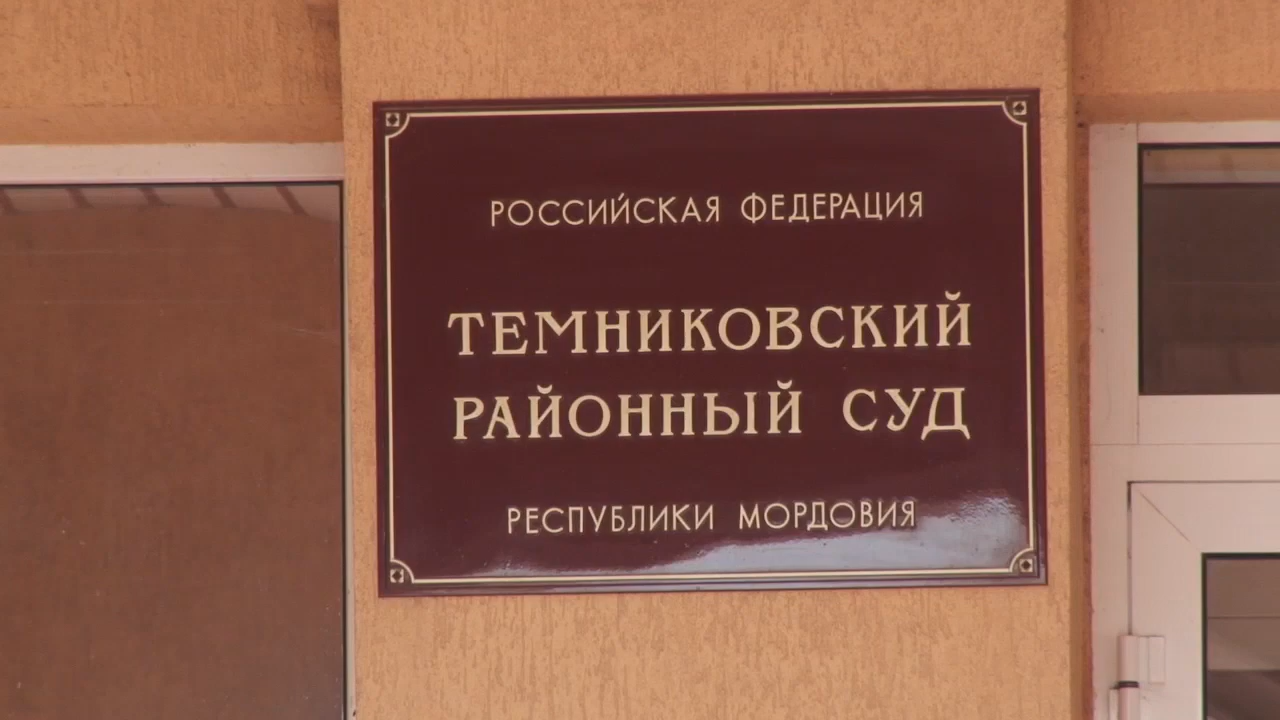 РОССИЙСКАЯ ФЕДЕРАЦИЯ
ТЕМНИКОВСКИЙ
РАЙОННЫЙ СУД
РЕСПУБЛИКИ МОРДОВИЯ